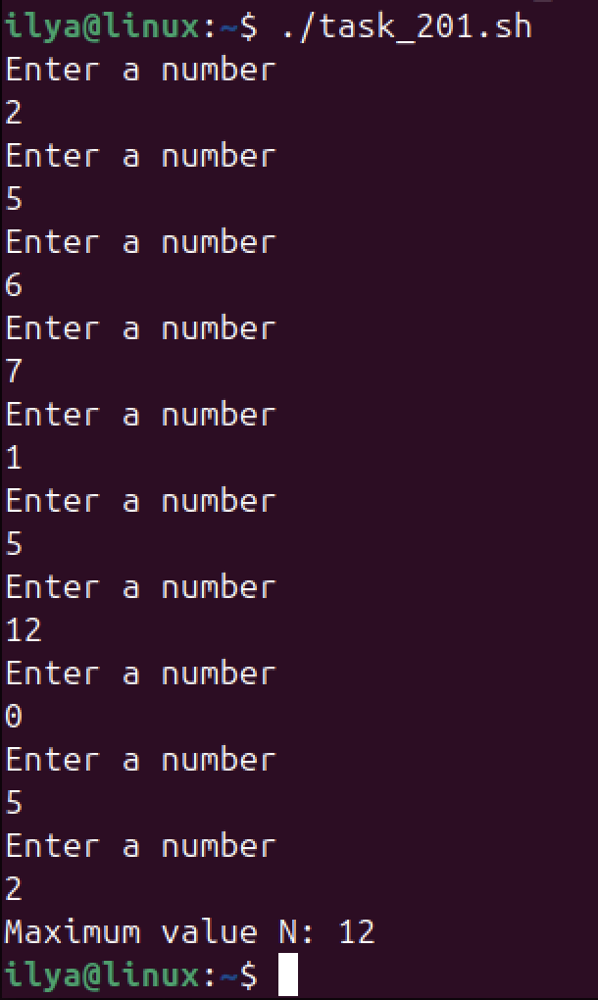 ilya@linux:~$ ./task_201.sh
Enter a number
2
Enter a number
5
Enter a number
6
Enter a number
7
Enter a number
1
Enter a number
5
Enter a number
12
Enter a number
0
Enter a number
5
Enter a number
2
Maximum value N: 12
ilya@linux:~$